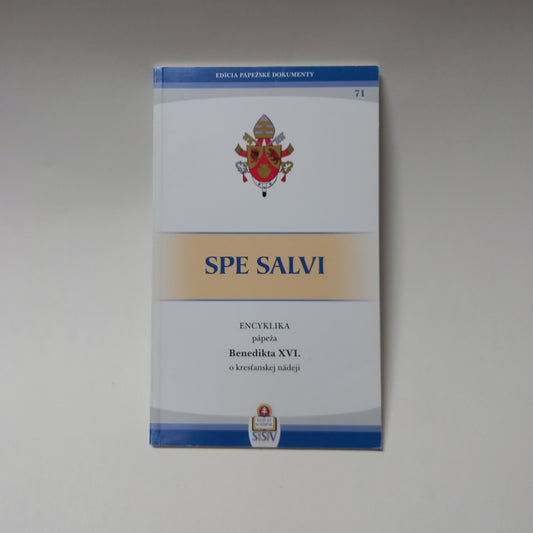 EDÍCIA PÁPEŽSKÉ DOKUMENTY
71
SPE SALVI
ENCYKLIKA
pápeža
Benedikta XVI.
o kresťanskej nádeji
SSV